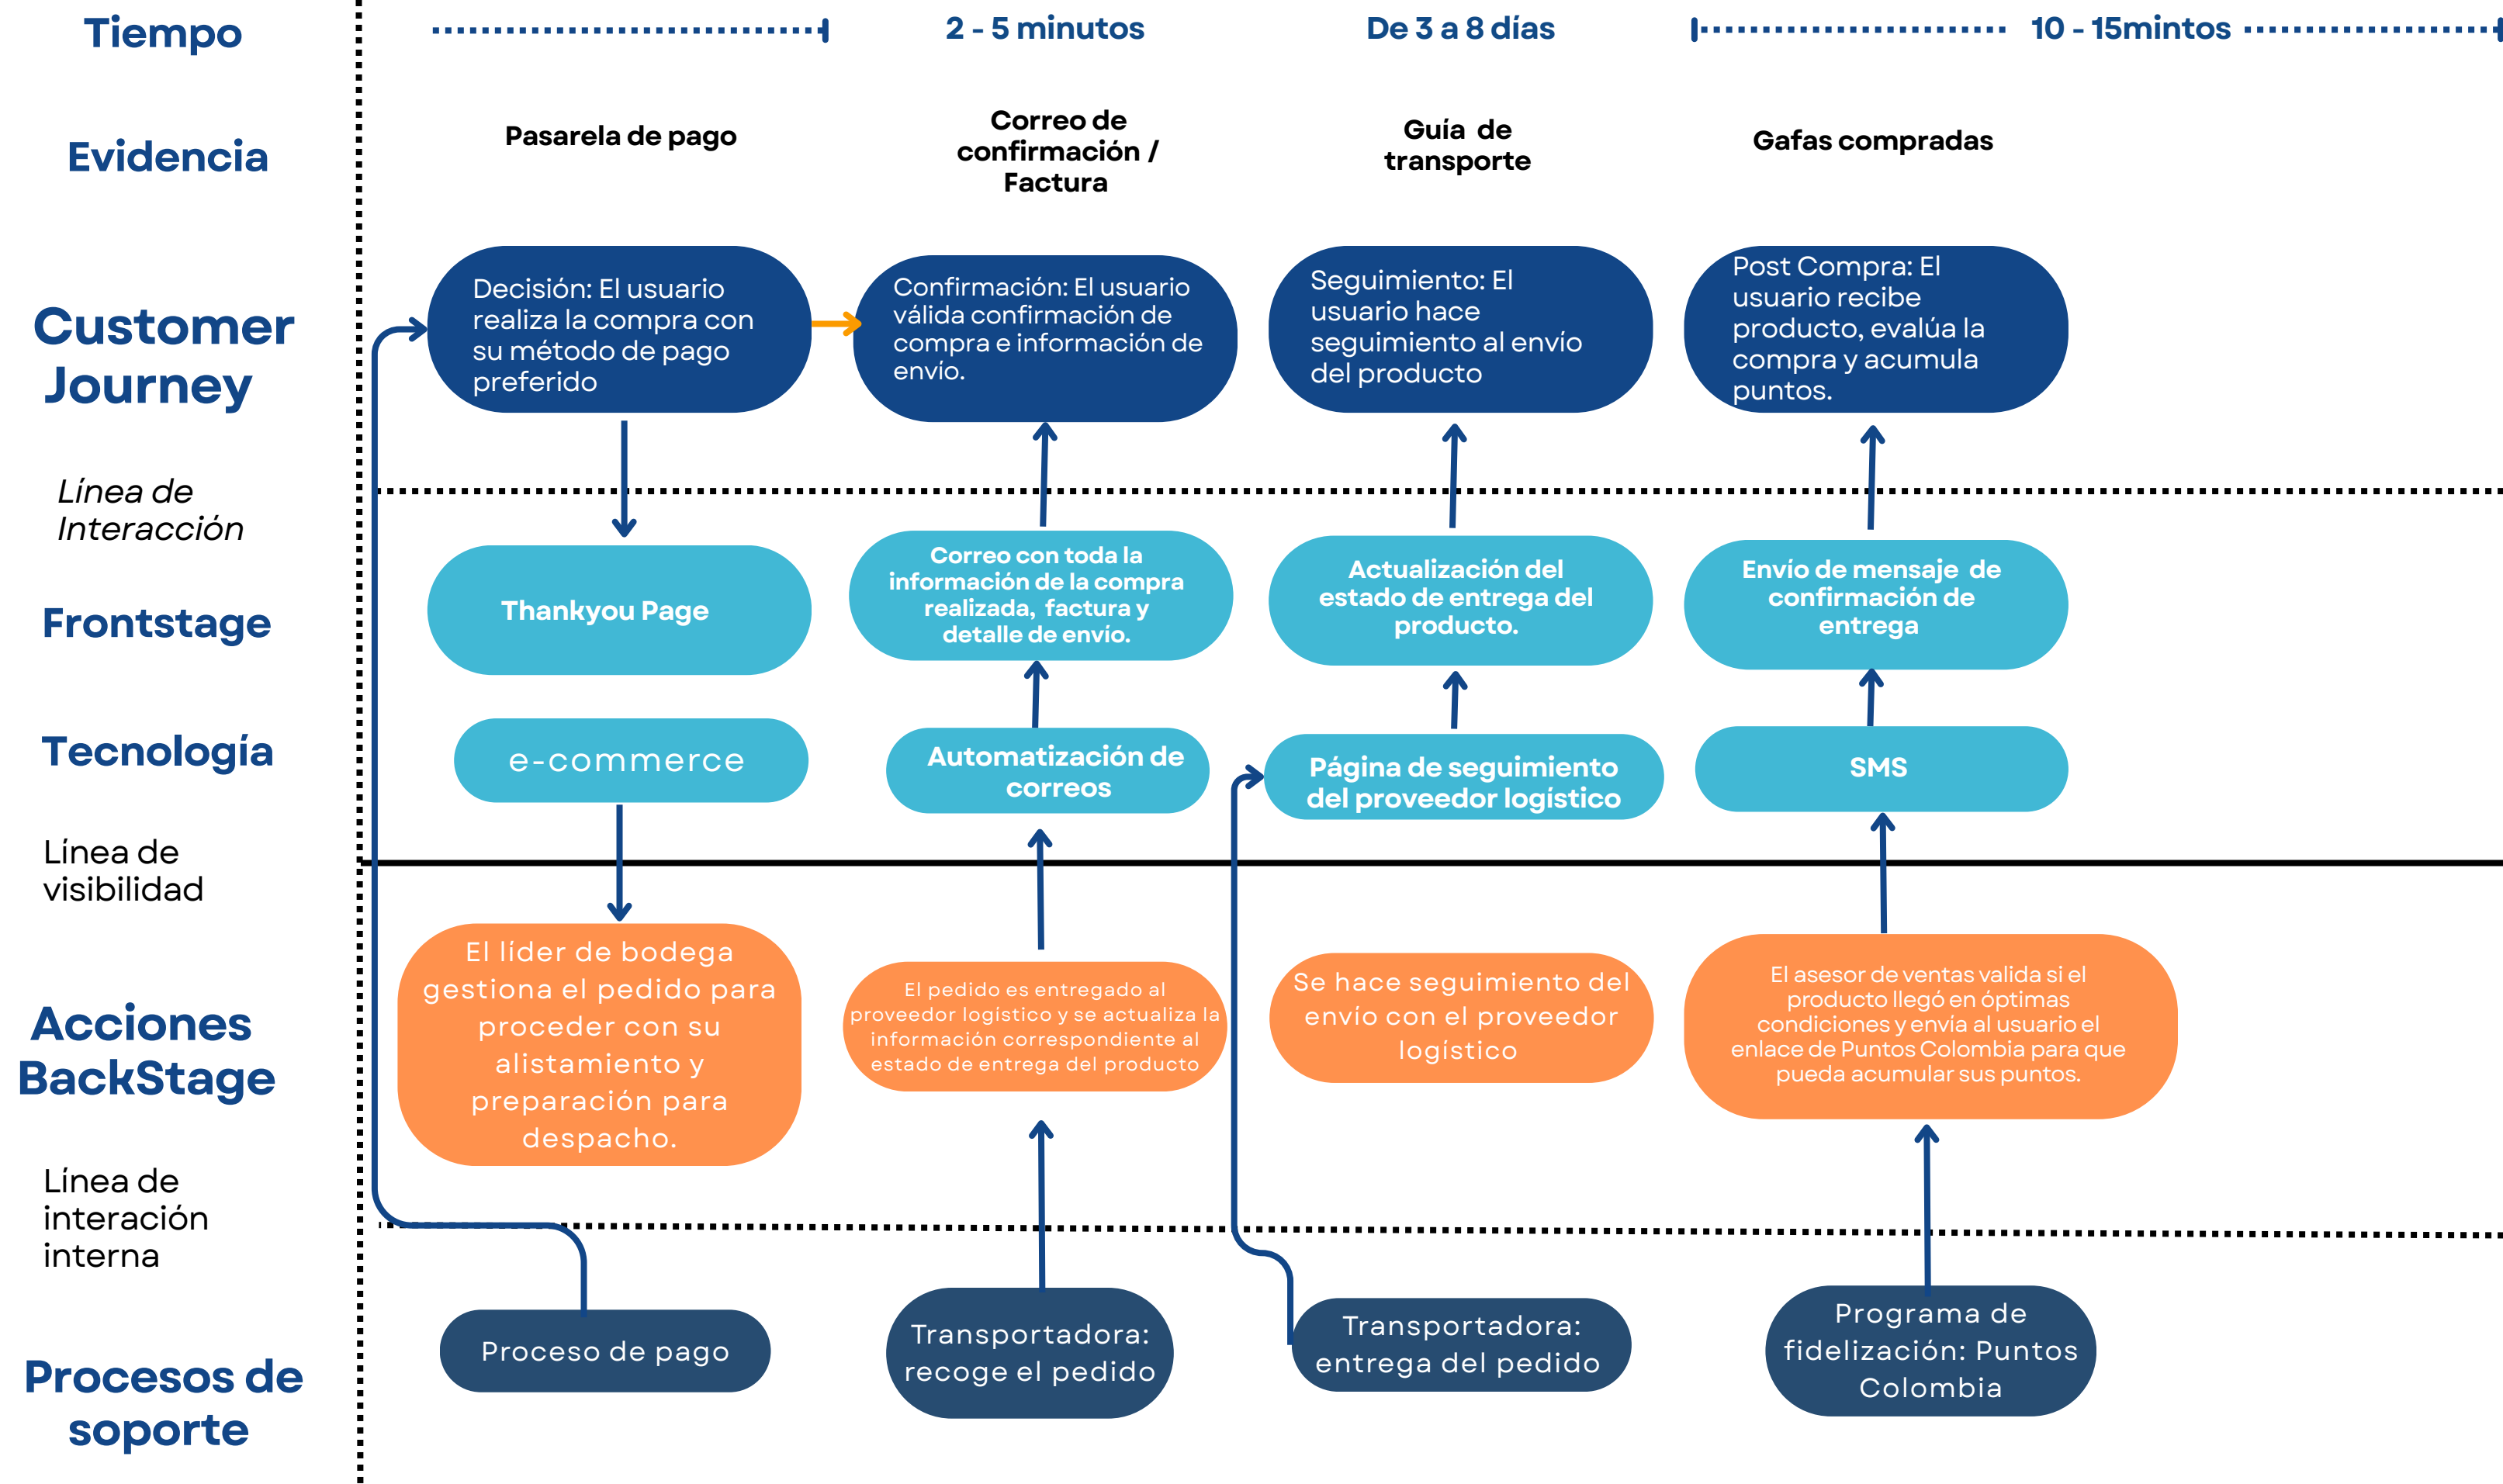 Tiempo
2 - 5 minutos
De 3 a 8 días
10 - 15mintos
Evidencia
Pasarela de pago
Correo de
confirmación /
Factura
Guía de
transporte
Gafas compradas
Customer
Journey
Decisión: El usuario
realiza la compra con
su método de pago
preferido
Confirmación: El usuario
válida confirmación de
compra e información de
envío.
Seguimiento: El
usuario hace
seguimiento al envío
del producto
Post Compra: El
usuario recibe
producto, evalúa la
compra y acumula
puntos.
Línea de
Interacción
Frontstage
Thankyou Page
Correo con toda la
información de la compra
realizada, factura y
detalle de envío.
Actualización del
estado de entrega del
producto.
Envío de mensaje de
confirmación de
entrega
Tecnología
e-commerce
Automatización de
correos
Página de seguimiento
del proveedor logístico
SMS
Línea de
visibilidad
Acciones
BackStage
El líder de bodega
gestiona el pedido para
proceder con su
alistamiento y
preparación para
despacho.
El pedido es entregado al
proveedor logístico y se actualiza la
información correspondiente al
estado de entrega del producto
Se hace seguimiento del
envío con el proveedor
logístico
El asesor de ventas valida si el
producto llegó en óptimas
condiciones y envía al usuario el
enlace de Puntos Colombia para que
pueda acumular sus puntos.
Línea de
interación
interna
Procesos de
soporte
Proceso de pago
Transportadora:
recoge el pedido
Transportadora:
entrega del pedido
Programa de
fidelización: Puntos
Colombia